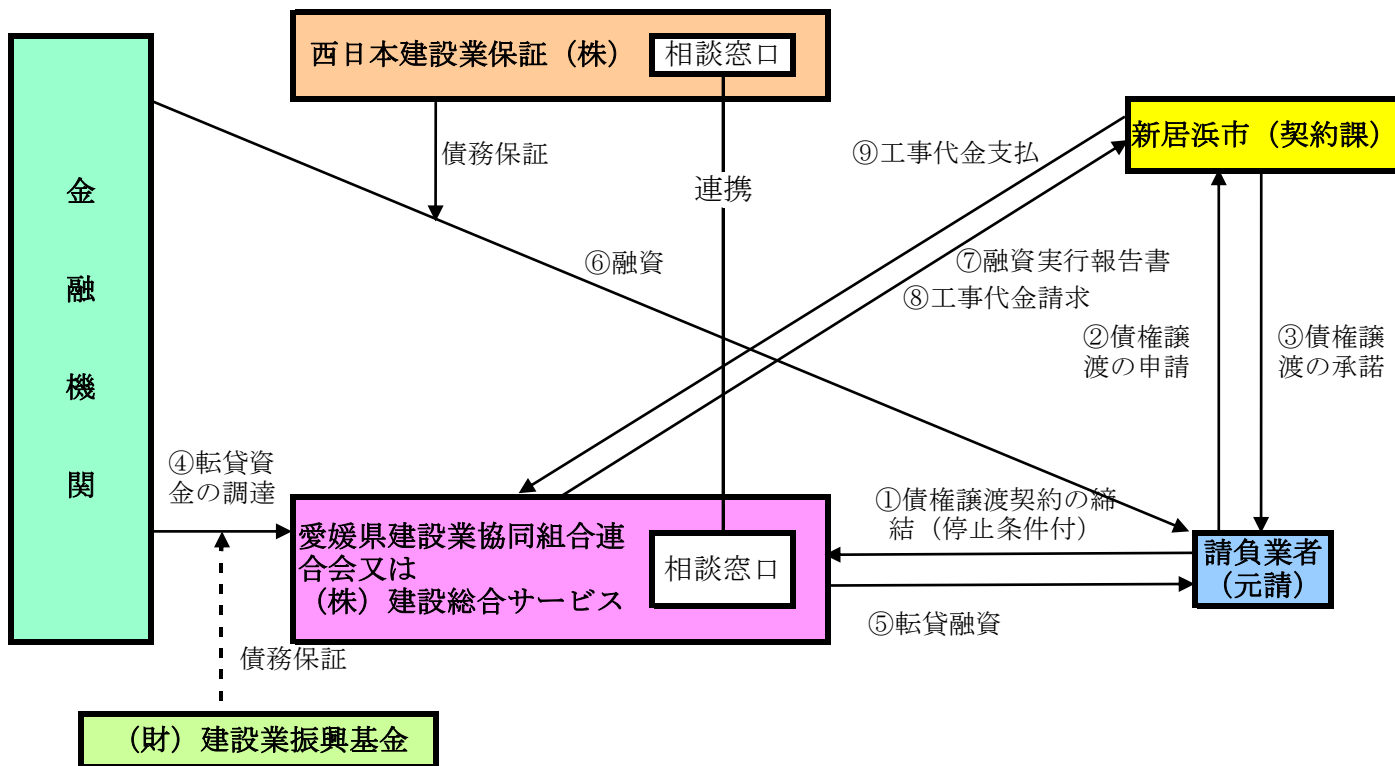 西日本建設業保証（株）
相談窓口
金
融
機
関
債務保証
連携
⑨工事代金支払
新居浜市（契約課）
⑥融資
⑦融資実行報告書
⑧工事代金請求
②債権譲
渡の申請
③債権譲
渡の承諾
④転貸資
金の調達
愛媛県建設業協同組合連
合会又は
（株）建設総合サービス
相談窓口
①債権譲渡契約の締
結（停止条件付）
請負業者
（元請）
⑤転貸融資
債務保証
（財）建設業振興基金